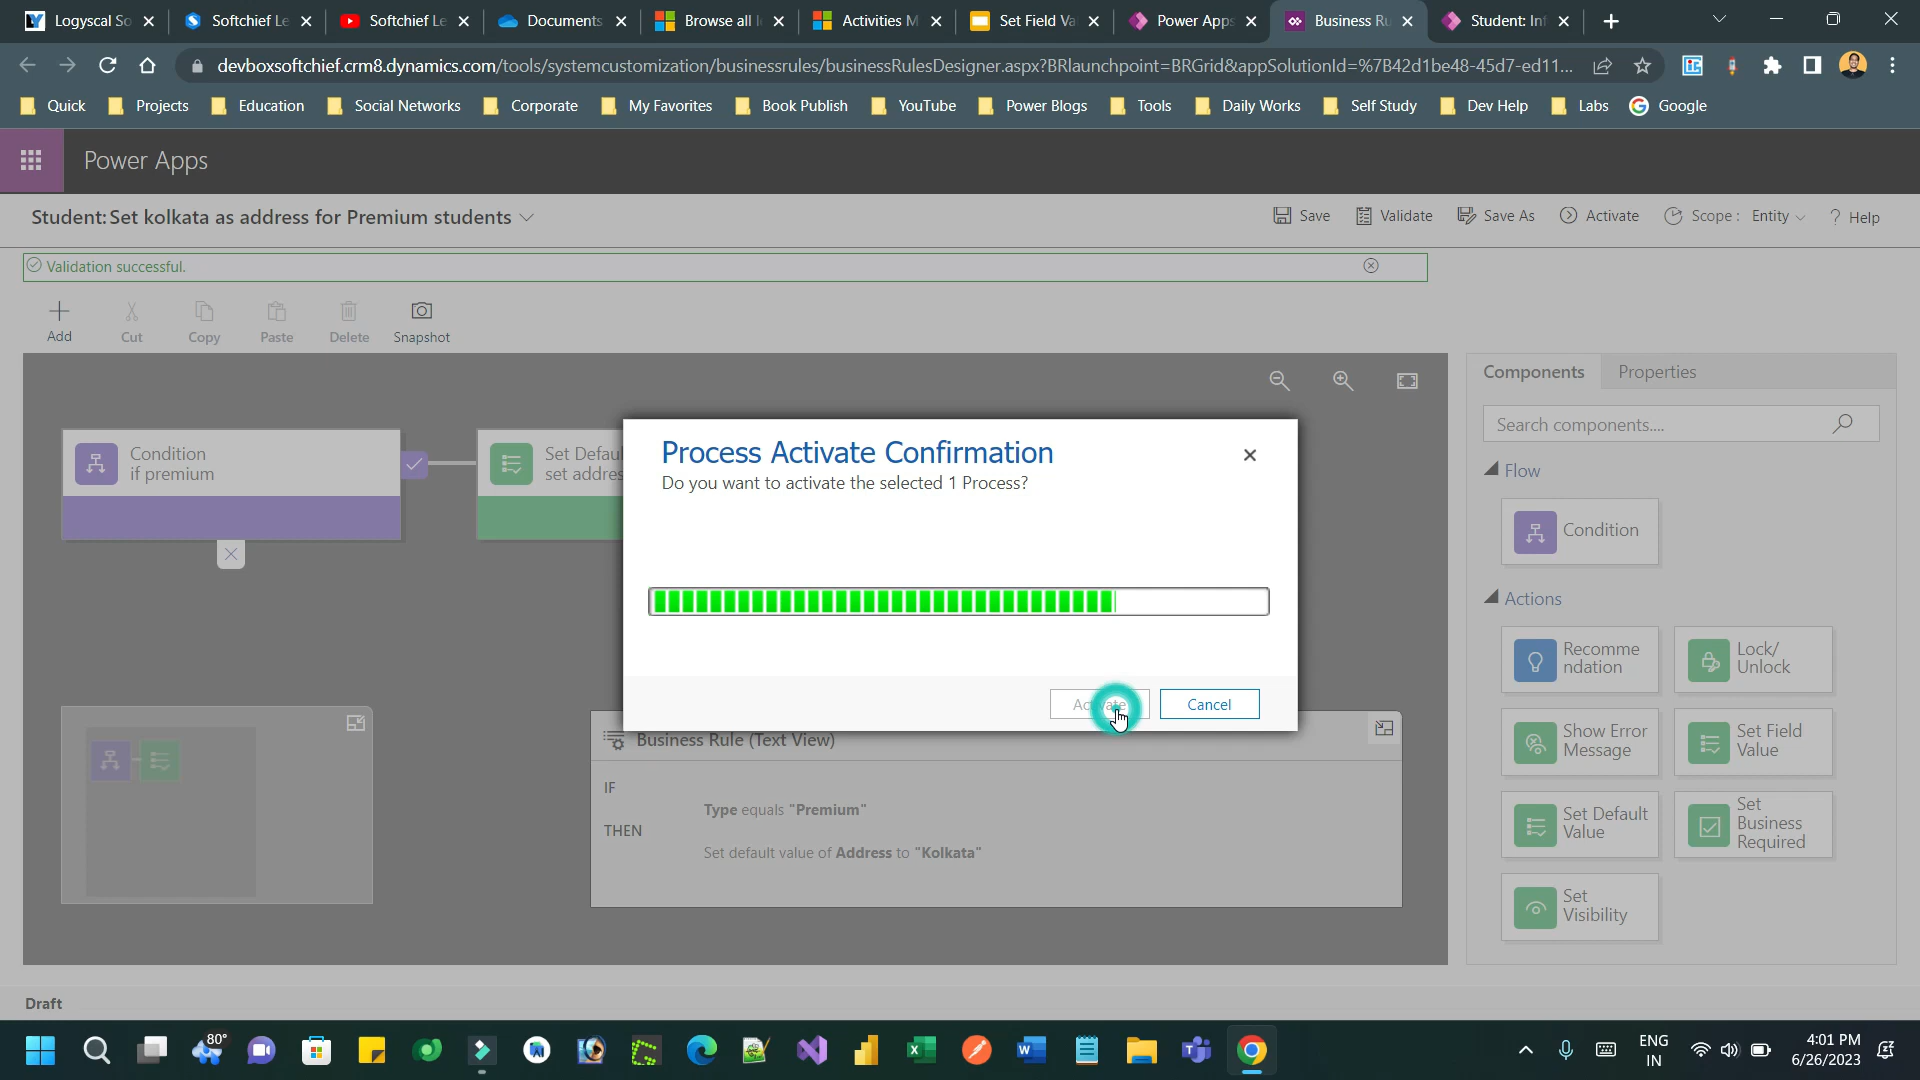 Logyscal So
Softchief Le
Softchief Le
Documents
Browse all l
Activities M
Set Field Va
Power Apps
Business Ru
Student: Inf
devboxsoftchief.crm8.dynamics.com/tools/systemcustomization/businessrules/businessRulesDesigner.aspx?BRlaunchpoint=BRGrid&appSolutionId=%7B42d1be48-45d7-ed11...
Quick
Projects
Education
Social Networks
Corporate
My Favorites
Book Publish
YouTube
Power Blogs
Tools
Daily Works
Self Study
Dev Help
Labs
Google
Power Apps
Student: Set kolkata as address for Premium students
Save
Validate
Save As
Activate
Scope : Entity
? Help
Validation successful.
Add
Cut
Copy
Paste
Delete
Snapshot
Components
Properties
Search components....
Condition
if premium
Set Defau
set addres
Process Activate Confirmation
Do you want to activate the selected 1 Process?
Activate
Cancel
Flow
Condition
Actions
Recomme
ndation
Lock/
Unlock
Show Error
Message
Set Field
Value
Set Default
Value
Set
Business
Required
Set
Visibility
Business Rule (Text View)
IF
Type equals "Premium"
THEN
Set default value of Address to "Kolkata"
Draft
80°
ENG
IN
4:01 PM
6/26/2023